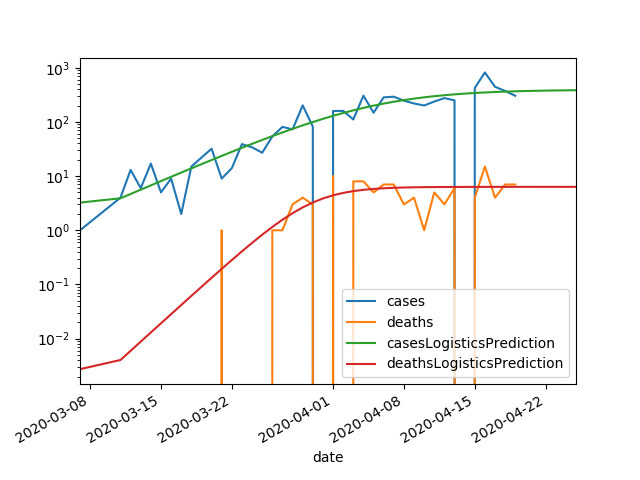 10³
10²
10¹
10⁰
10⁻¹
10⁻²
cases
deaths
casesLogisticsPrediction
deathsLogisticsPrediction
2020-03-08
2020-03-15
2020-03-22
2020-04-01
2020-04-08
2020-04-15
2020-04-22
date